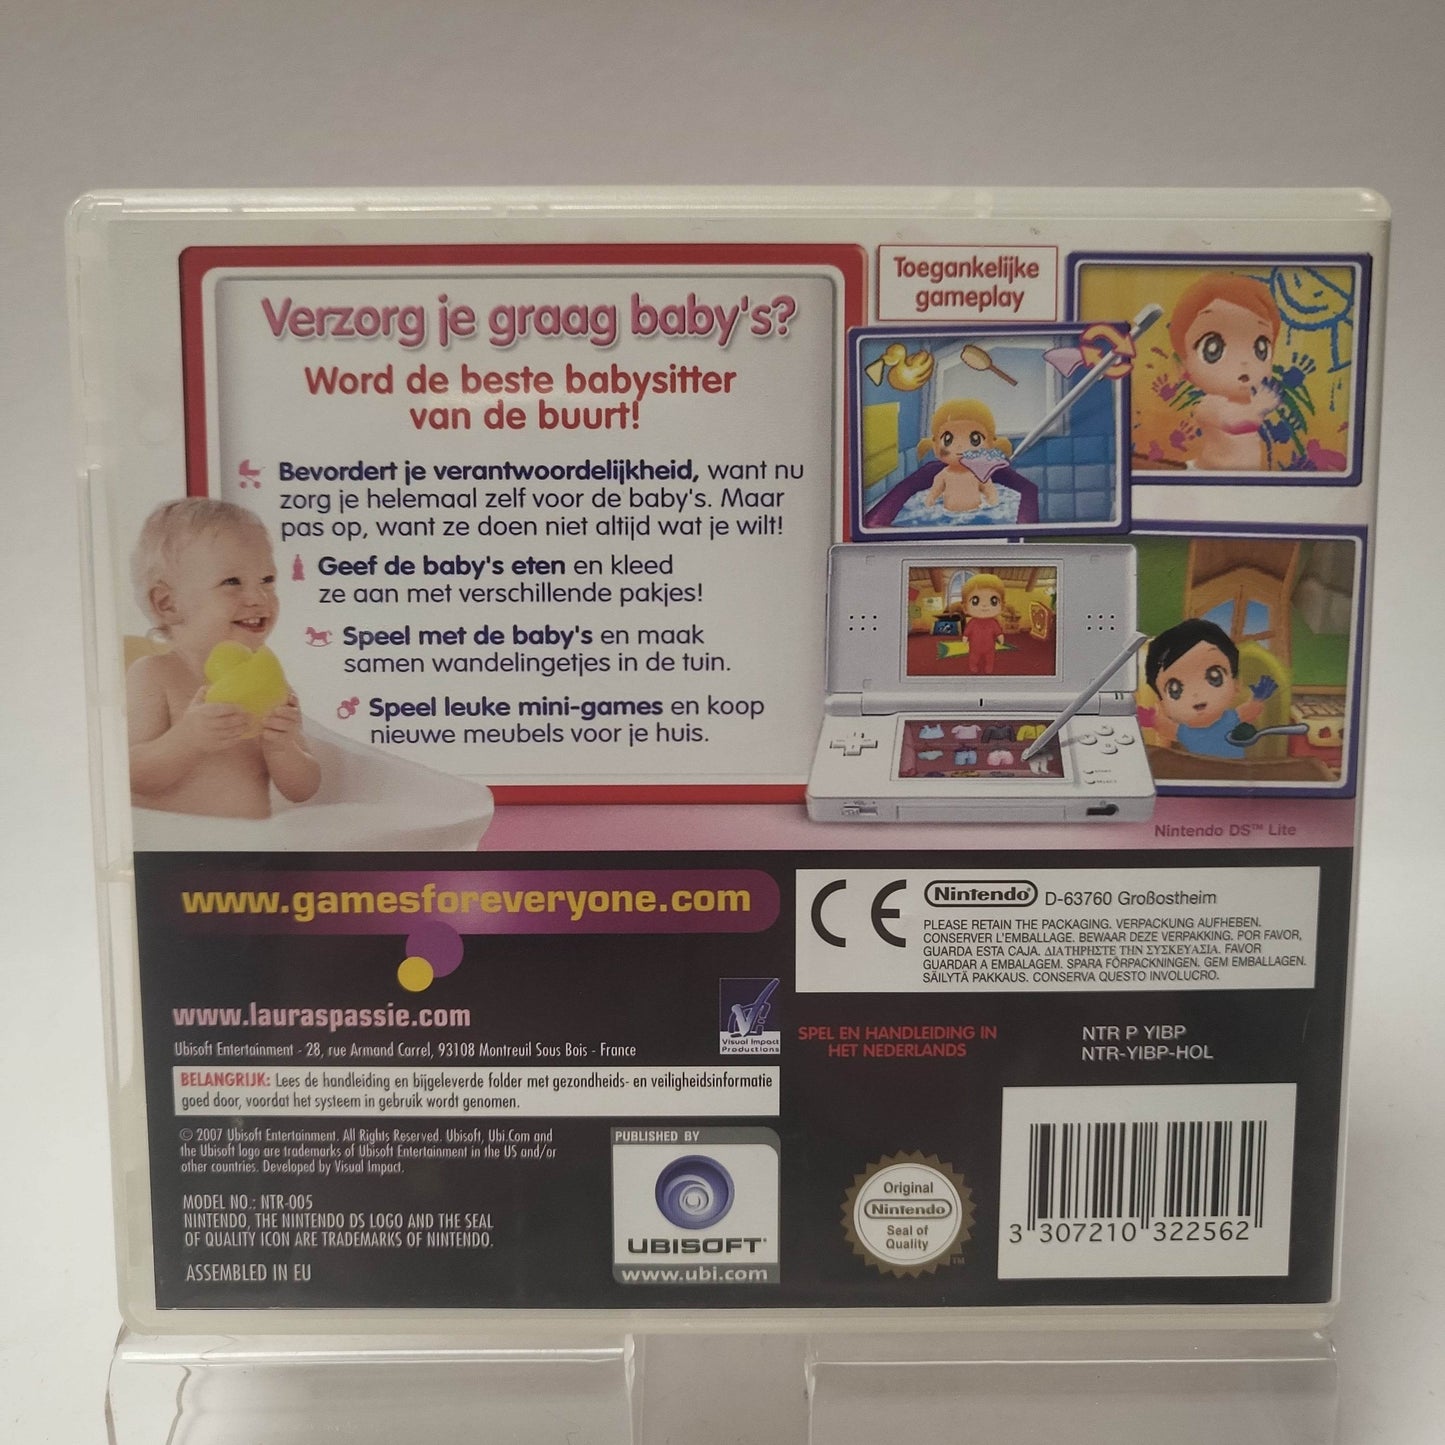 Verzorg je graag baby's?
Word de beste babysitter
van de buurt!
Bevordert je verantwoordelijkheid, want nu
zorg je helemaal zelf voor de baby's. Maar
pas op, want ze doen niet altijd wat je wilt!
Geef de baby's eten en kleed
ze aan met verschillende pakjes!
Speel met de baby's en maak
samen wandelingetjes in de tuin.
Speel leuke mini-games en koop
nieuwe meubels voor je huis.
Toegankelijke
gameplay
START
SELECT
Nintendo DS™ Lite
www.gamesforeveryone.com
www.lauraspassie.com
Ubisoft Entertainment - 28, rue Armand Carrel, 93108 Montreuil Sous Bois - France
Visual Impact
Productions
BELANGRIJK: Lees de handleiding en bijgeleverde folder met gezondheids- en veiligheidsinformatie
goed door, voordat het systeem in gebruik wordt genomen.
© 2007 Ubisoft Entertainment. All Rights Reserved. Ubisoft, Ubi.Com and
the Ubisoft logo are trademarks of Ubisoft Entertainment in the US and/or
other countries. Developed by Visual Impact.
MODEL NO.: NTR-005
NINTENDO, THE NINTENDO DS LOGO AND THE SEAL
OF QUALITY ICON ARE TRADEMARKS OF NINTENDO.
ASSEMBLED IN EU
PUBLISHED BY
UBISOFT
www.ubi.com
CE
Nintendo® D-63760 Großostheim
PLEASE RETAIN THE PACKAGING. VERPACKUNG AUFHEBEN.
CONSERVER L'EMBALLAGE. BEWAAR DEZE VERPAKKING. POR FAVOR,
GUARDA ESTA CAJA. ΔΙΑΤΗΡΗΣΤΕ ΤΗΝ ΣΥΣΚΕΥΑΣΙΑ. FAVOR
GUARDAR A EMBALAGEM. SPARA FÖRPACKNINGEN. GEM EMBALLAGEN.
SÄILYTÄ PAKKAUS. CONSERVA QUESTO INVOLUCRO.
SPEL EN HANDLEIDING IN
HET NEDERLANDS
NTR P YIBP
NTR-YIBP-HOL
Original
Nintendo
Seal of
Quality
TM
3 307210 322562